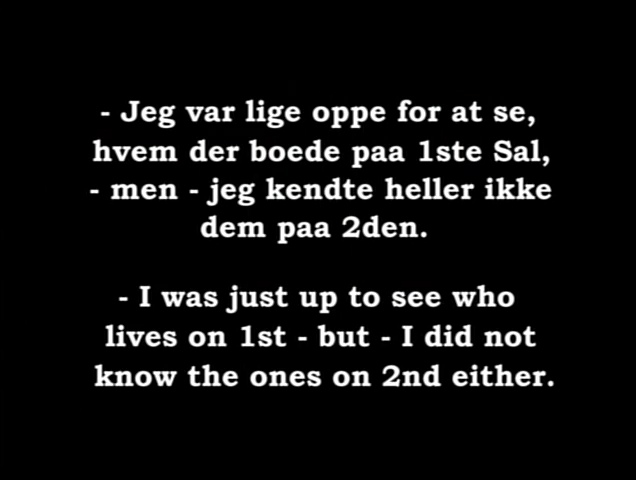 - Jeg var lige oppe for at se,
hvem der boede paa 1ste Sal,
- men - jeg kendte heller ikke
dem paa 2den.
- I was just up to see who
lives on 1st - but - I did not
know the ones on 2nd either.